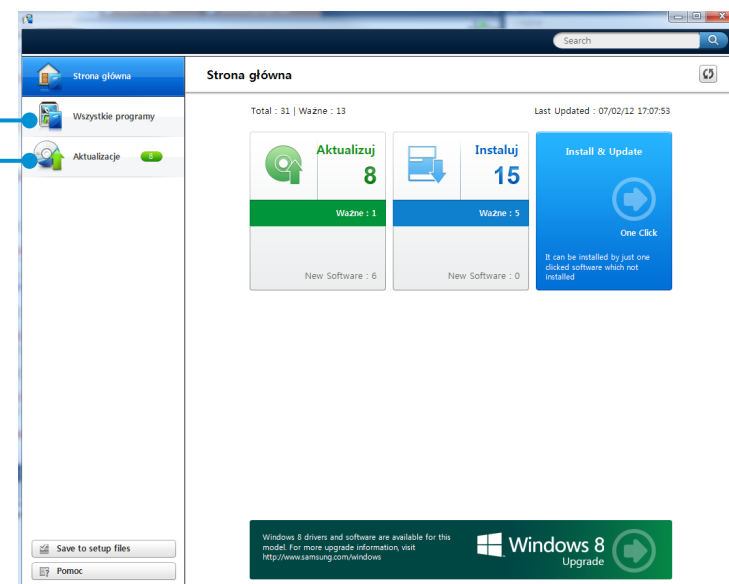 Search
Strona główna
Wszystkie programy
Aktualizacje
8
Strona główna
Total : 31 | Ważne : 13
Last Updated : 07/02/12 17:07:53
Aktualizuj
8
Ważne : 1
New Software : 6
Instaluj
15
Ważne : 5
New Software : 0
Install & Update
One Click
It can be installed by just one
clicked software which not
installed
Save to setup files
Pomoc
Windows 8 drivers and software are available for this
model. For more upgrade information, visit
http://www.samsung.com/windows
Windows 8
Upgrade